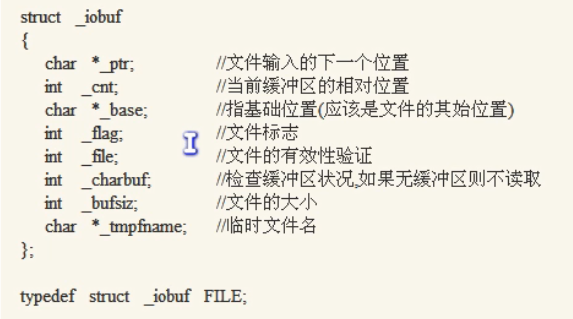 struct _iobuf
{
char *_ptr; //文件输入的下一个位置
int _cnt; //当前缓冲区的相对位置
char *_base; //指基础位置(应该是文件的其始位置)
int _flag; //文件标志
int _file; //文件的有效性验证
int _charbuf; //检查缓冲区状况,如果无缓冲区则不读取
int _bufsiz; //文件的大小
char *_tmpfname; //临时文件名
};
typedef struct _iobuf FILE;